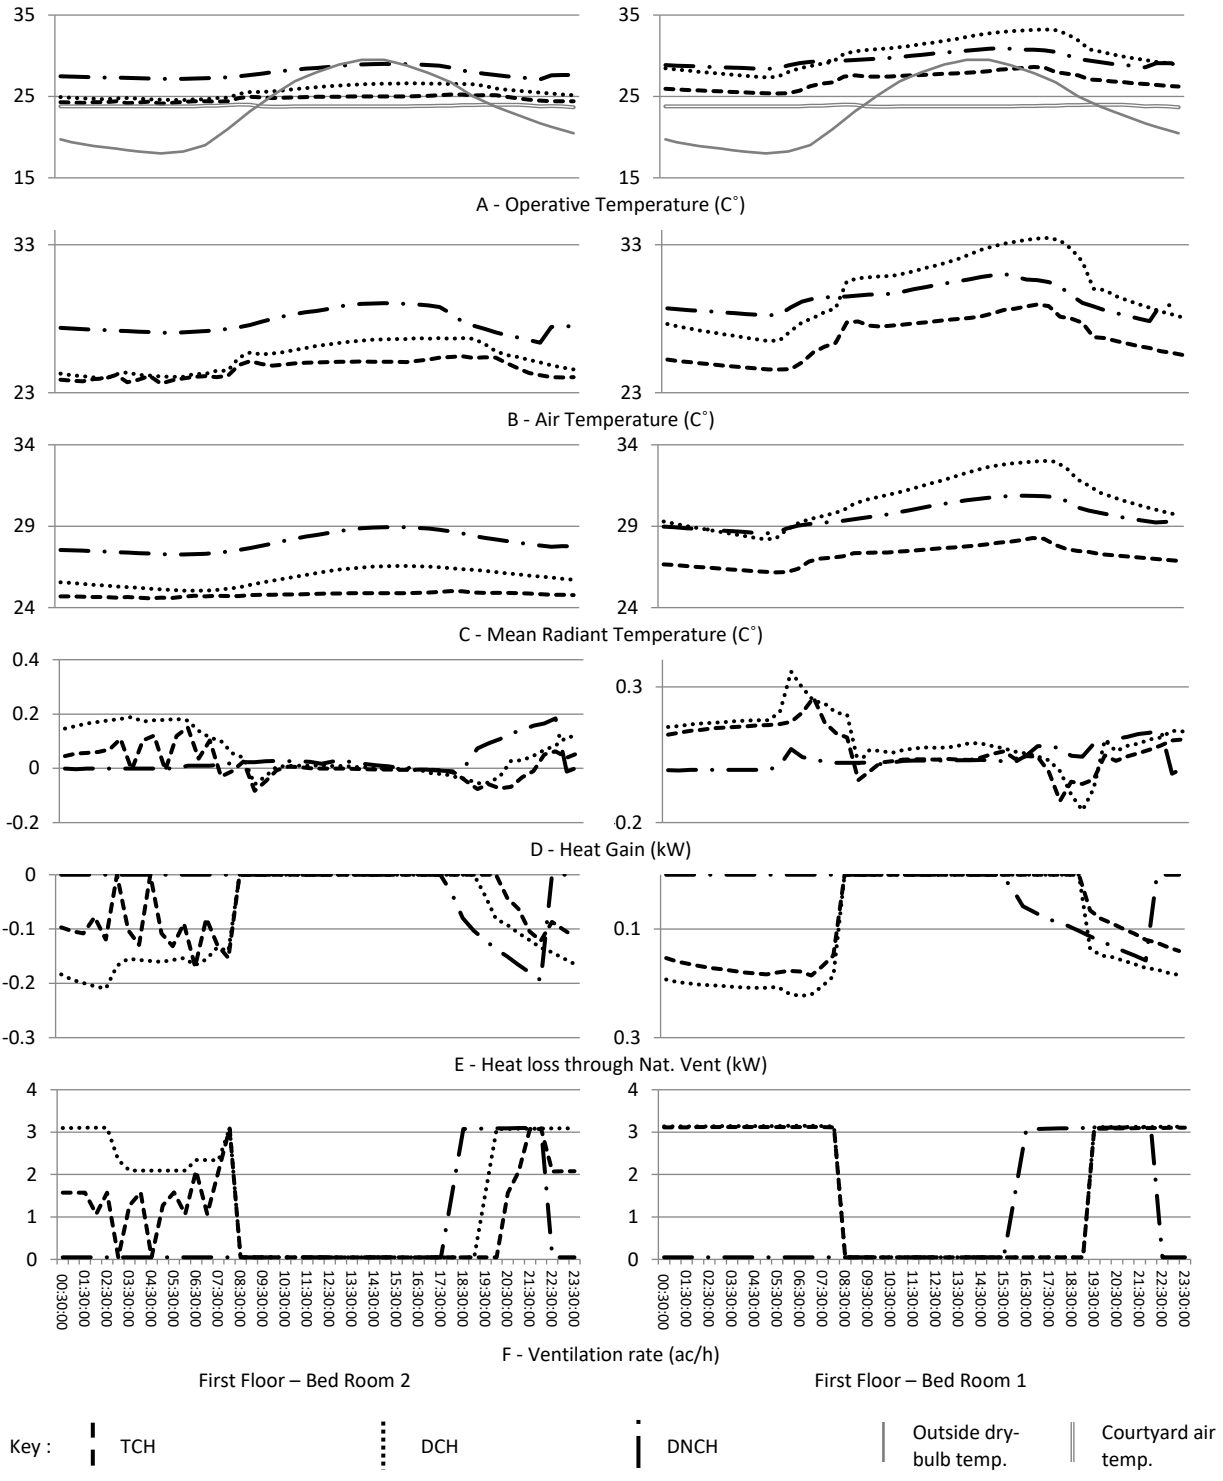 35 35
25 25
15 15
A - Operative Temperature (C˚)
33 33
23 23
B - Air Temperature (C˚)
34 34
29 29
24 24
C - Mean Radiant Temperature (C˚)
0.4
0.3
0.2
0
-0.2 -0.2
D - Heat Gain (kW)
0
-0.1 0.1
-0.2
-0.3 0.3
E - Heat loss through Nat. Vent (kW)
4 4
3 3
2 2
1 1
0 0
00:30:00 01:30:00 02:30:00 03:30:00 04:30:00 05:30:00 06:30:00 07:30:00 08:30:00 09:30:00 10:30:00 11:30:00 12:30:00 13:30:00 14:30:00 15:30:00 16:30:00 17:30:00 18:30:00 19:30:00 20:30:00 21:30:00 22:30:00 23:30:00
00:30:00 01:30:00 02:30:00 03:30:00 04:30:00 05:30:00 06:30:00 07:30:00 08:30:00 09:30:00 10:30:00 11:30:00 12:30:00 13:30:00 14:30:00 15:30:00 16:30:00 17:30:00 18:30:00 19:30:00 20:30:00 21:30:00 22:30:00 23:30:00
F - Ventilation rate (ac/h)
First Floor – Bed Room 2 First Floor – Bed Room 1
Key : TCH DCH DNCH
Outside dry-
bulb temp.
Courtyard air
temp.